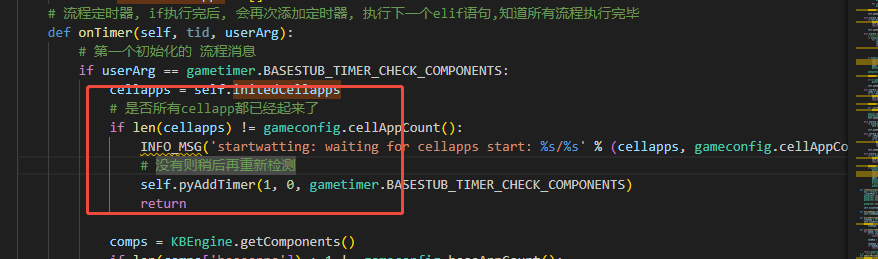 # 流程定时器, if执行完后, 会再次添加定时器, 执行下一个elif语句,知道所有流程执行完毕
def onTimer(self, tid, userArg):
# 第一个初始化的 流程消息
if userArg == gametimer.BASESTUB_TIMER_CHECK_COMPONENTS:
cellapps = self.initedCellapps
# 是否所有cellapp都已经起来了
if len(cellapps) != gameconfig.cellAppCount():
INFO_MSG('startwatting: waiting for cellapps start: %s/%s' % (cellapps, gameconfig.cellAppCo
# 没有则稍后再重新检测
self.pyAddTimer(1, 0, gametimer.BASESTUB_TIMER_CHECK_COMPONENTS)
return
comps = KBEngine.getComponents()